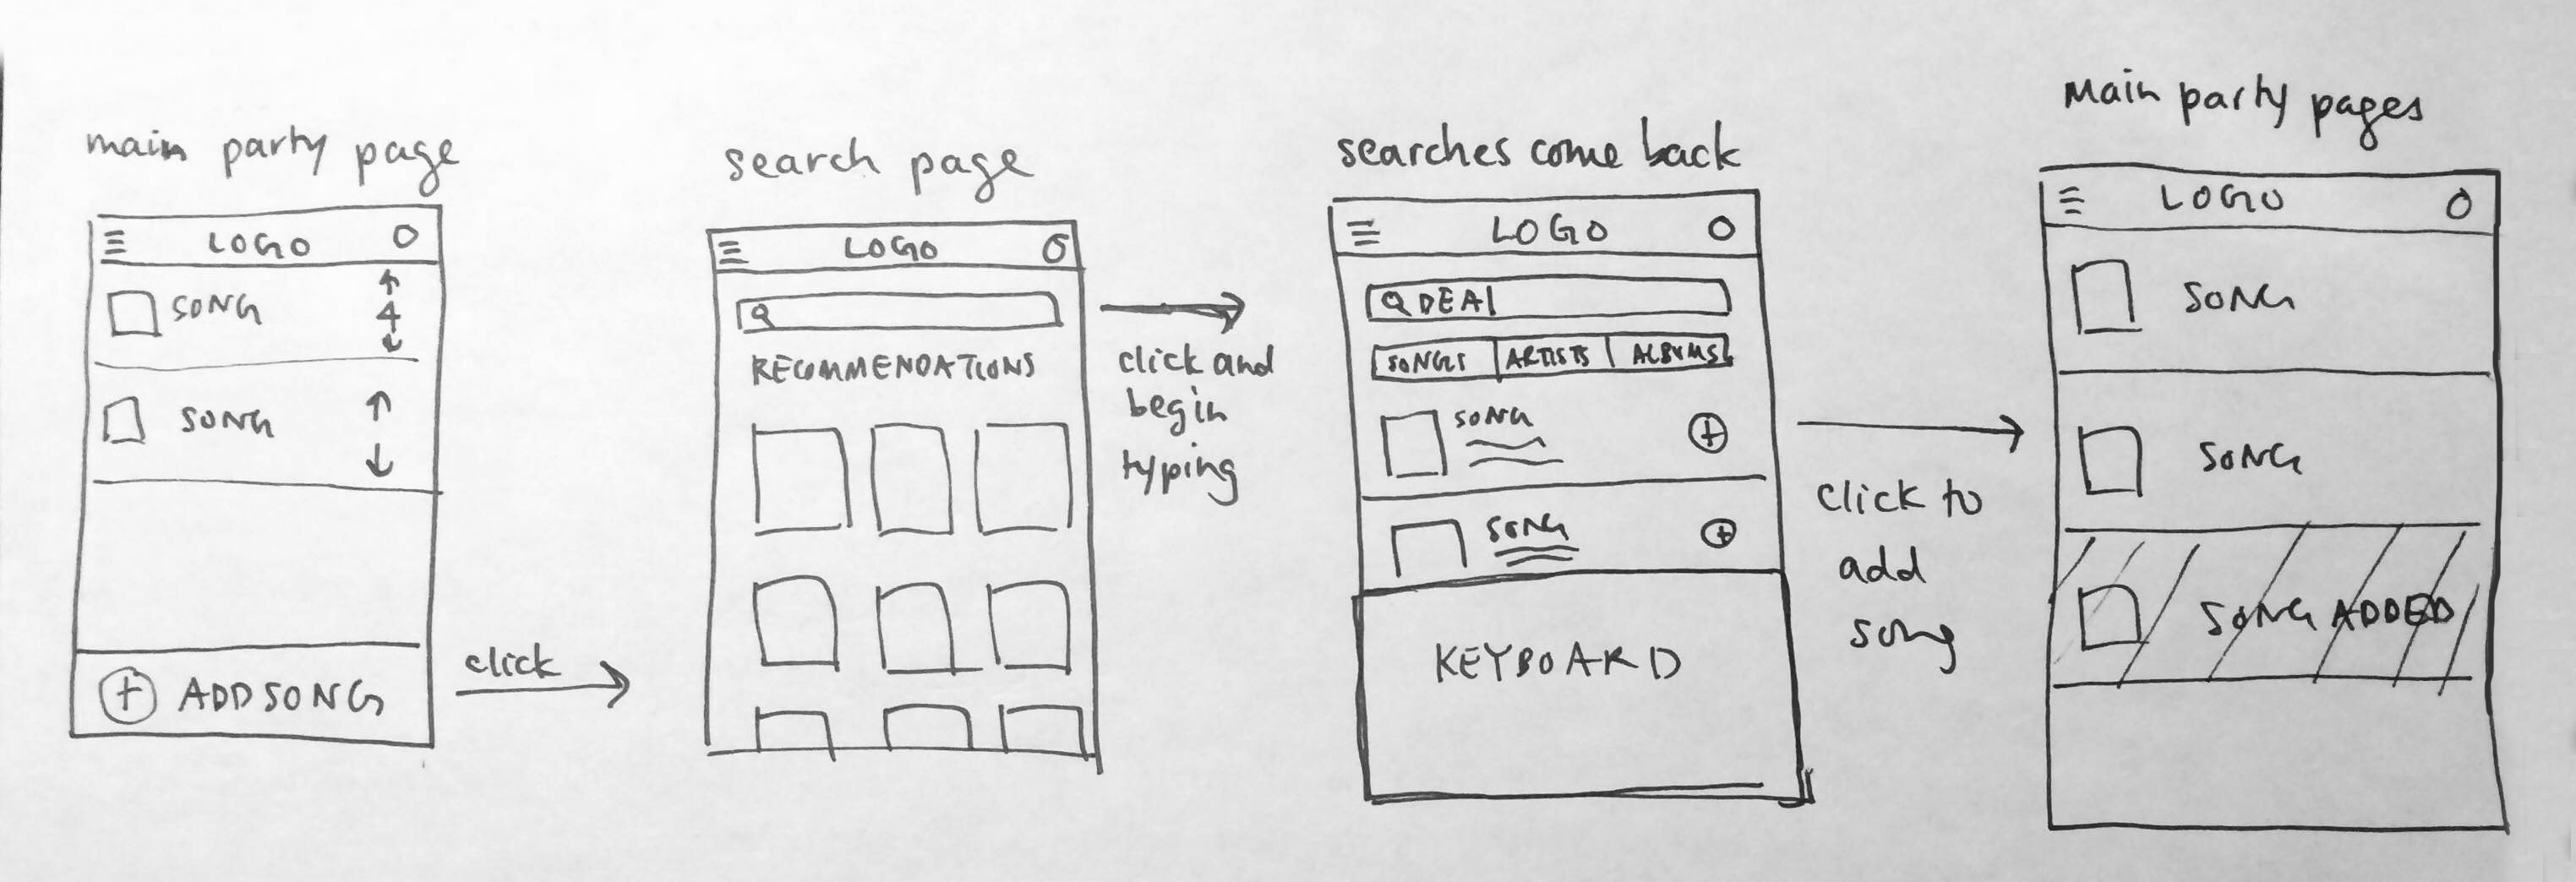 main party page
LOGO
SONG
4
SONG
ADD SONG
click
search page
LOGO
RECOMMENDATIONS
click and
begin
typing
searches come back
LOGO
DEA
SONGS ARTISTS ALBUMS
SONG
SONG
KEYBOARD
click to
add
song
Main party pages
LOGO
SONG
SONG
SONG ADDED